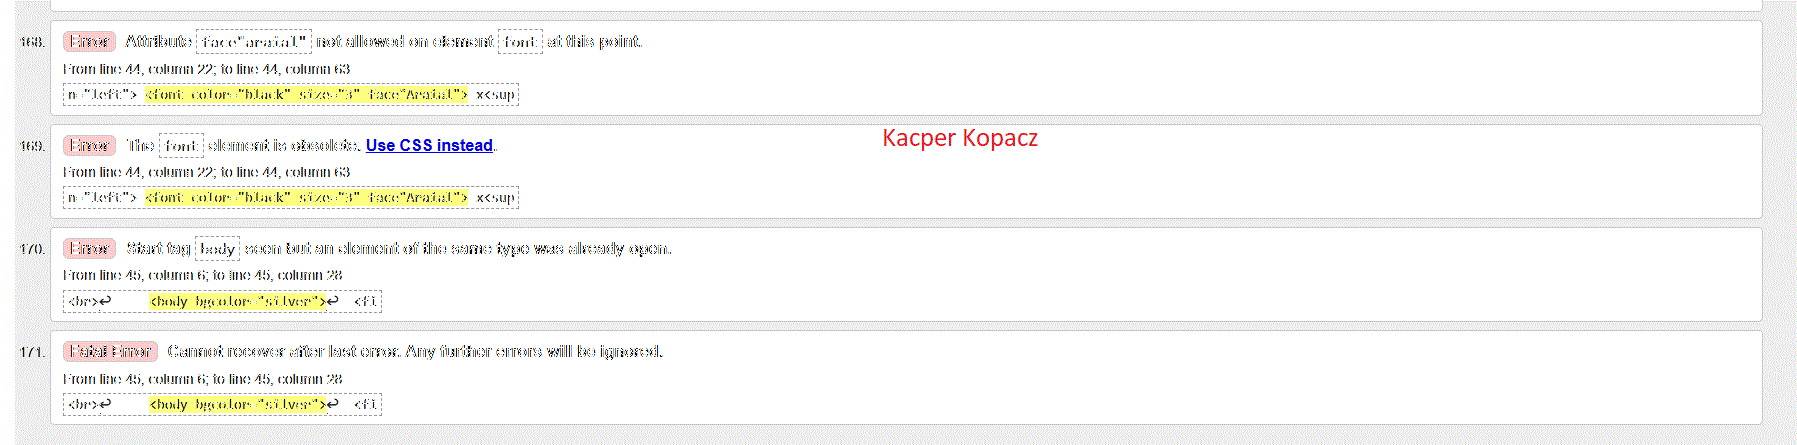 168. Error Attribute face"araial" not allowed on element font at this point.
From line 44, column 22; to line 44, column 63
n="left"> <font color="black" size="3" face"Araial"> x<sup
169. Error The font element is obsolete. Use CSS instead.
Kacper Kopacz
From line 44, column 22; to line 44, column 63
n="left"> <font color="black" size="3" face"Araial"> x<sup
170. Error Start tag body seen but an element of the same type was already open.
From line 45, column 6; to line 45, column 28
<br>↩ <body bgcolor="silver">↩ <fi
171. Fatal Error Cannot recover after last error. Any further errors will be ignored.
From line 45, column 6; to line 45, column 28
<br>↩ <body bgcolor="silver">↩ <fi